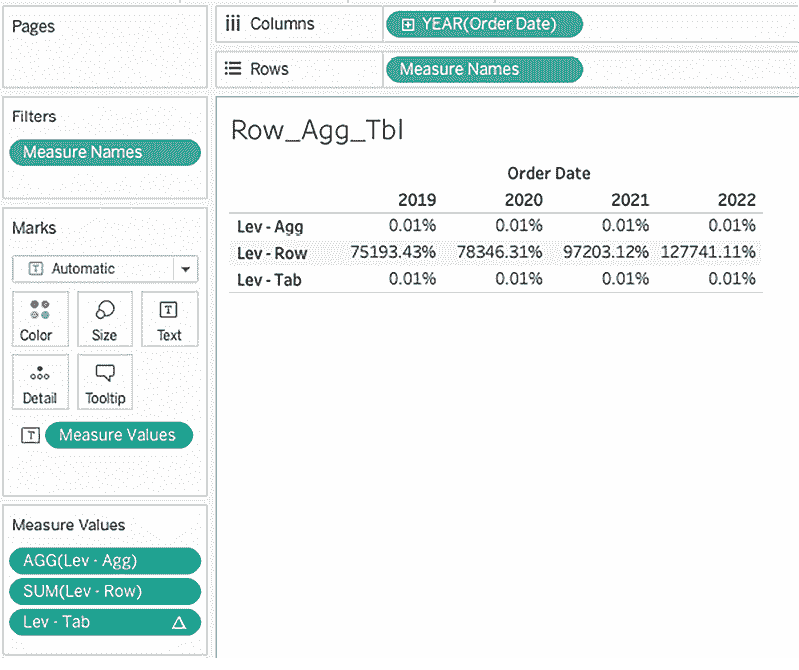 Pages
Columns
YEAR(Order Date)
Rows
Measure Names
Filters
Measure Names
Marks
Automatic
Color
Size
Text
Detail
Tooltip
Measure Values
Measure Values
AGG(Lev - Agg)
SUM(Lev - Row)
Lev - Tab
Row_Agg_Tbl
Order Date
2019 2020 2021 2022
Lev - Agg 0.01% 0.01% 0.01% 0.01%
Lev - Row 75193.43% 78346.31% 97203.12% 127741.11%
Lev - Tab 0.01% 0.01% 0.01% 0.01%